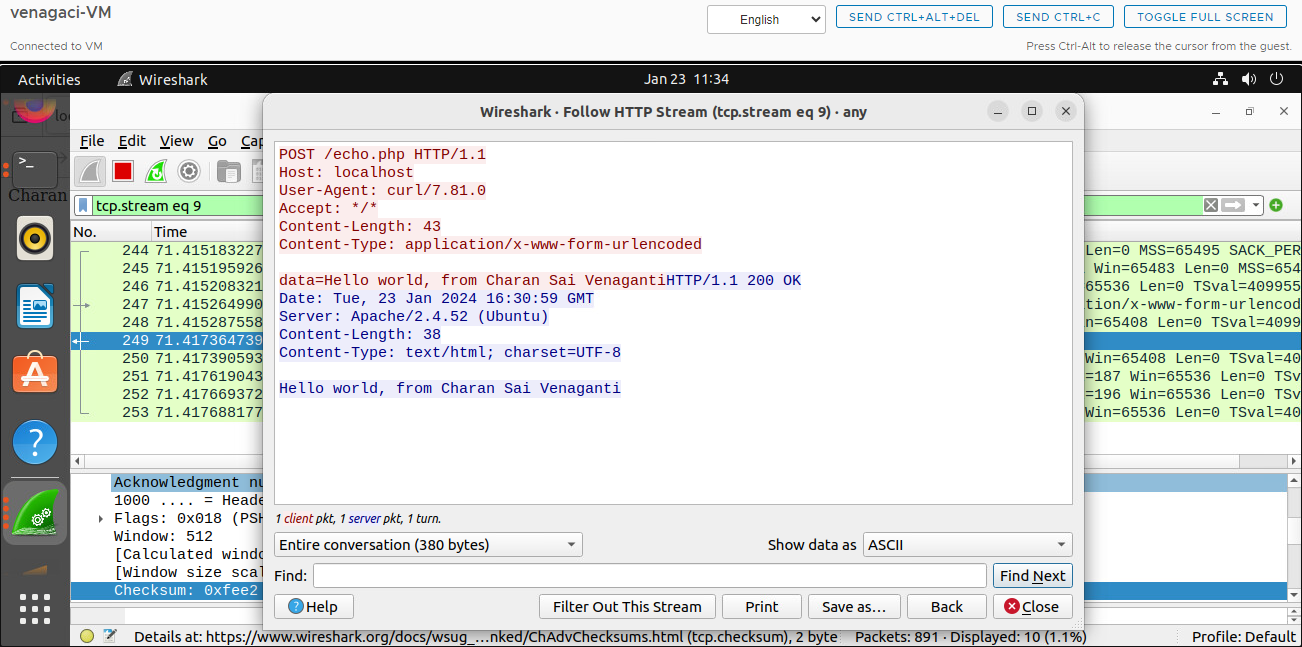 venagaci-VM
English
SEND CTRL+ALT+DEL
SEND CTRL+C
TOGGLE FULL SCREEN
Connected to VM
Press Ctrl-Alt to release the cursor from the guest.
Activities
Wireshark
Jan 23 11:34
Wireshark · Follow HTTP Stream (tcp.stream eq 9) · any
File Edit View Go Cap
Charan
tcp.stream eq 9
No. Time
244 71.415183227 Len=0 MSS=65495 SACK_PER
245 71.415195926 Win=65483 Len=0 MSS=654
246 71.415208321 65536 Len=0 TSval=409955
247 71.415264990 tion/x-www-form-urlencod
248 71.415287558 n=65408 Len=0 TSval=4099
249 71.417364739
250 71.417390593 Win=65408 Len=0 TSval=40
251 71.417619043 =187 Win=65536 Len=0 TSv
252 71.417669372 =196 Win=65536 Len=0 TSv
253 71.417688177 Win=65536 Len=0 TSval=40
POST /echo.php HTTP/1.1
Host: localhost
User-Agent: curl/7.81.0
Accept: */*
Content-Length: 43
Content-Type: application/x-www-form-urlencoded
data=Hello world, from Charan Sai VenagantiHTTP/1.1 200 OK
Date: Tue, 23 Jan 2024 16:30:59 GMT
Server: Apache/2.4.52 (Ubuntu)
Content-Length: 38
Content-Type: text/html; charset=UTF-8
Hello world, from Charan Sai Venaganti
Acknowledgment nu
1000 .... = Heade
Flags: 0x018 (PSH
Window: 512
[Calculated windo
[Window size scal
Checksum: 0xfee2
1 client pkt, 1 server pkt, 1 turn.
Entire conversation (380 bytes)
Show data as ASCII
Find:
Find Next
Help
Filter Out This Stream
Print
Save as…
Back
Close
Details at: https://www.wireshark.org/docs/wsug_…nked/ChAdvChecksums.html (tcp.checksum), 2 byte
Packets: 891 · Displayed: 10 (1.1%)
Profile: Default